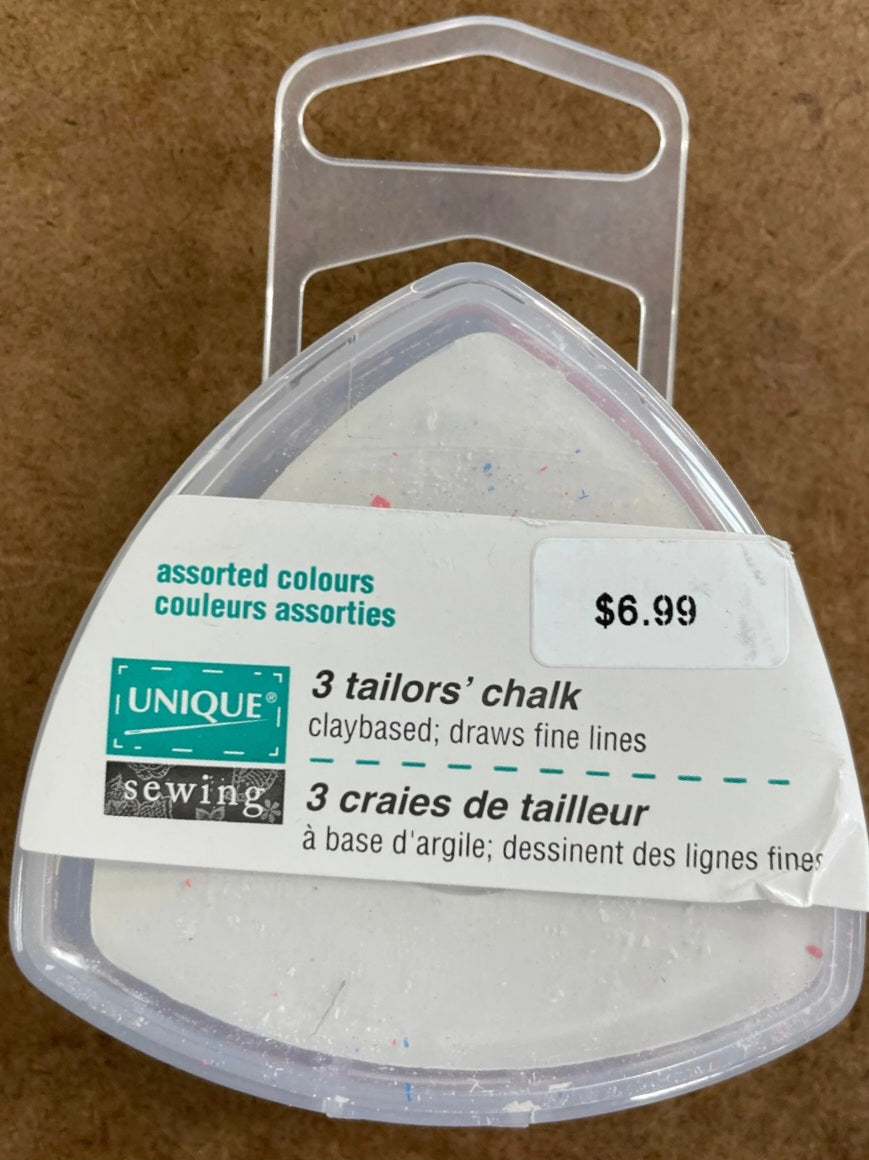 assorted colours
couleurs assorties
$6.99
UNIQUE®
sewing
3 tailors' chalk
claybased; draws fine lines
3 craies de tailleur
à base d'argile; dessinent des lignes fines